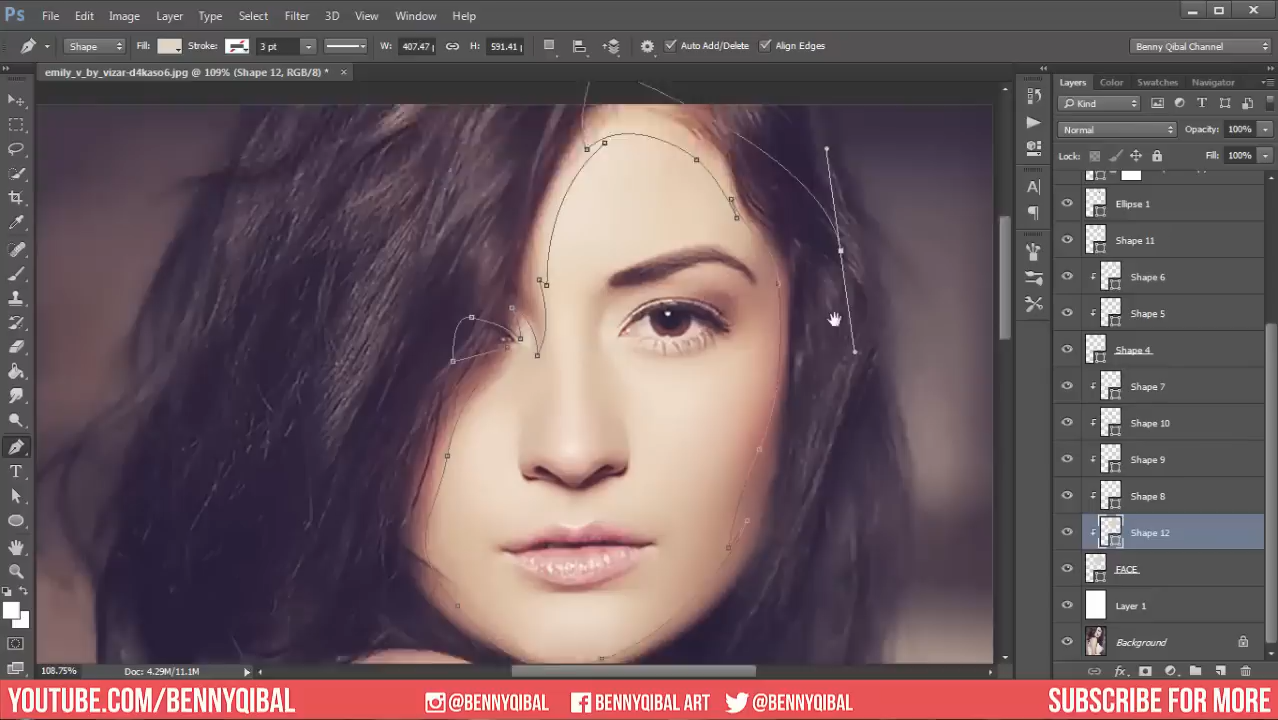 Ps File Edit Image Layer Type Select Filter 3D View Window Help
Shape Fill: Stroke: 3 pt W: 407.47 H: 591.41 Auto Add/Delete Align Edges Benny Qibal Channel
emily_v_by_vizar-d4kaso6.jpg @ 109% (Shape 12, RGB/8) *
Layers Color Swatches Navigator
Kind
Normal Opacity: 100%
Lock: Fill: 100%
Ellipse 1
Shape 11
Shape 6
Shape 5
Shape 4
Shape 7
Shape 10
Shape 9
Shape 8
Shape 12
FACE
Layer 1
Background
108.75% Doc: 4.29M/11.1M
YOUTUBE.COM/BENNYQIBAL @BENNYQIBAL BENNYQIBAL ART @BENNYQIBAL SUBSCRIBE FOR MORE